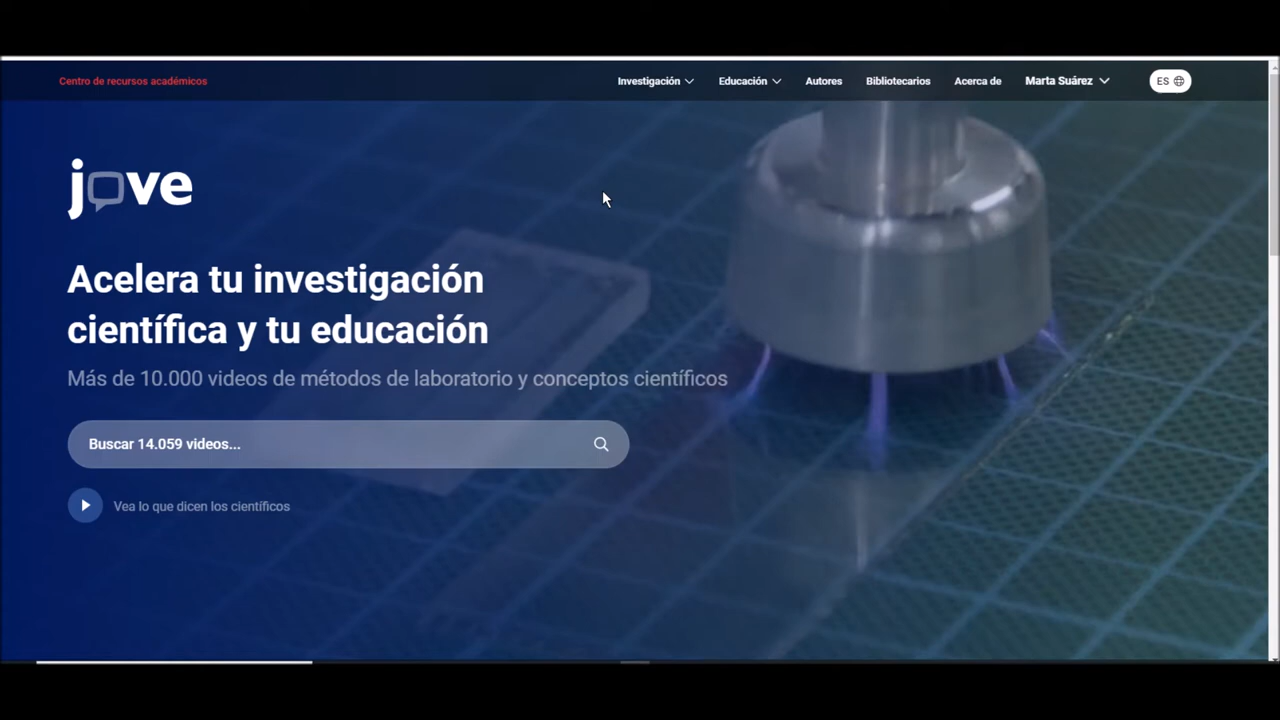 Centro de recursos académicos
Investigación
Educación
Autores
Bibliotecarios
Acerca de
Marta Suárez
ES
jove
Acelera tu investigación
científica y tu educación
Más de 10.000 videos de métodos de laboratorio y conceptos científicos
Buscar 14.059 videos...
Vea lo que dicen los científicos